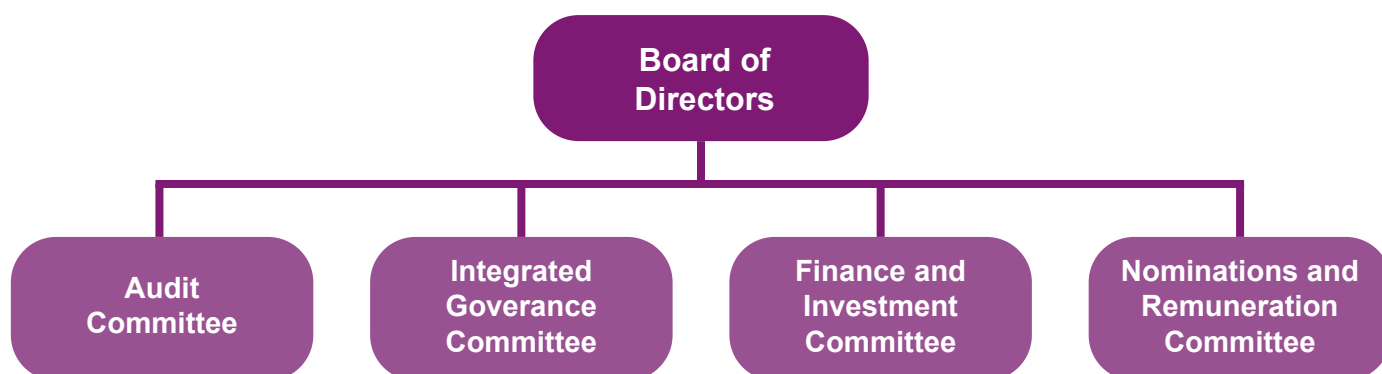 Board of
Directors
Audit
Committee
Integrated
Goverance
Committee
Finance and
Investment
Committee
Nominations and
Remuneration
Committee